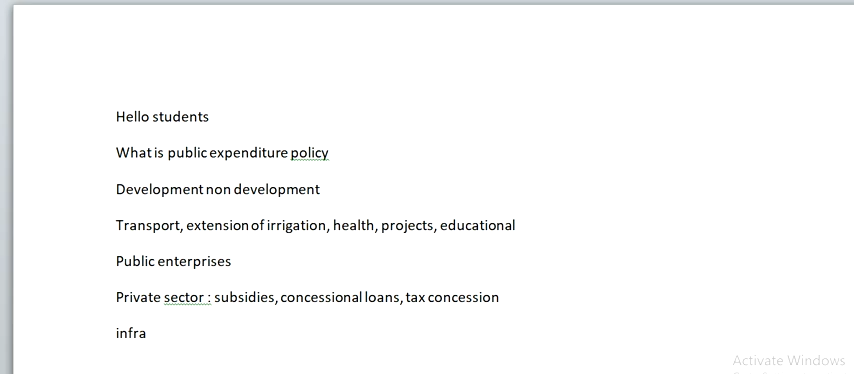 Hello students
What is public expenditure policy
Development non development
Transport, extension of irrigation, health, projects, educational
Public enterprises
Private sector : subsidies, concessional loans, tax concession
infra
Activate Windows